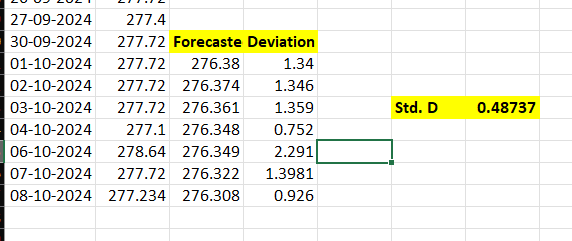 27-09-2024 277.4
30-09-2024 277.72 Forecaste Deviation
01-10-2024 277.72 276.38 1.34
02-10-2024 277.72 276.374 1.346
03-10-2024 277.72 276.361 1.359 Std. D 0.48737
04-10-2024 277.1 276.348 0.752
06-10-2024 278.64 276.349 2.291
07-10-2024 277.72 276.322 1.3981
08-10-2024 277.234 276.308 0.926